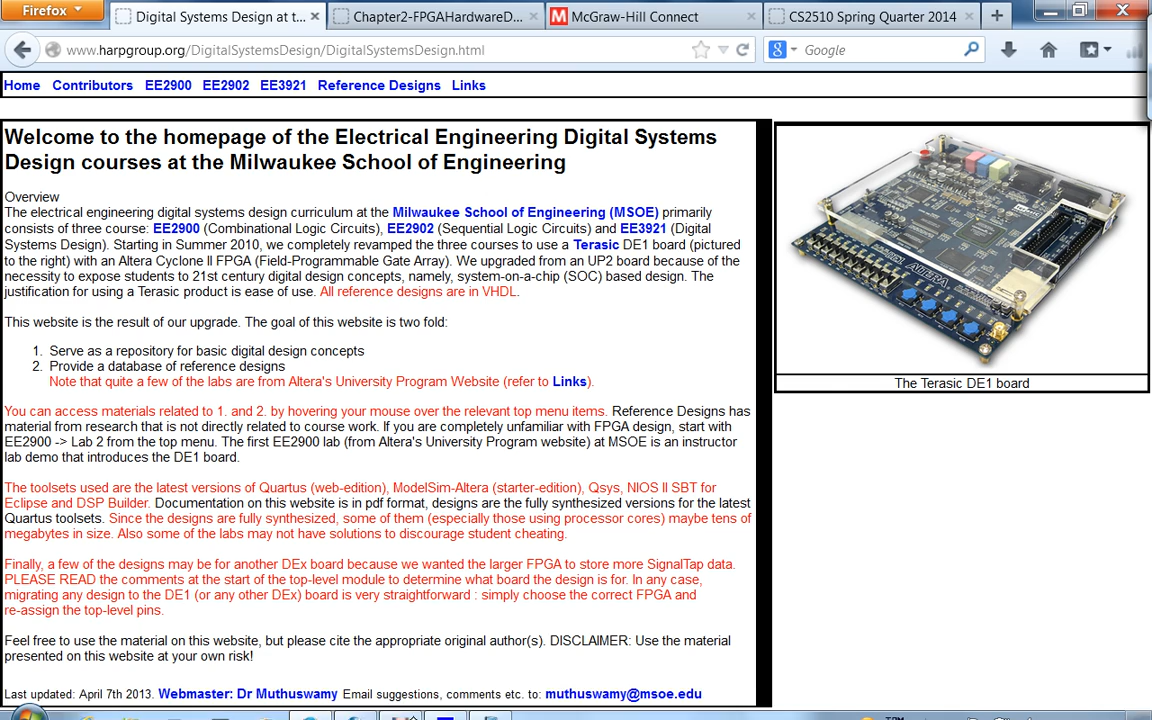 Firefox
Digital Systems Design at t...
Chapter2-FPGAHardwareD...
McGraw-Hill Connect
CS2510 Spring Quarter 2014
www.harpgroup.org/DigitalSystemsDesign/DigitalSystemsDesign.html
Google
Home Contributors EE2900 EE2902 EE3921 Reference Designs Links
Welcome to the homepage of the Electrical Engineering Digital Systems
Design courses at the Milwaukee School of Engineering
Overview
The electrical engineering digital systems design curriculum at the Milwaukee School of Engineering (MSOE) primarily
consists of three course: EE2900 (Combinational Logic Circuits), EE2902 (Sequential Logic Circuits) and EE3921 (Digital
Systems Design). Starting in Summer 2010, we completely revamped the three courses to use a Terasic DE1 board (pictured
to the right) with an Altera Cyclone II FPGA (Field-Programmable Gate Array). We upgraded from an UP2 board because of the
necessity to expose students to 21st century digital design concepts, namely, system-on-a-chip (SOC) based design. The
justification for using a Terasic product is ease of use. All reference designs are in VHDL.
This website is the result of our upgrade. The goal of this website is two fold:
1. Serve as a repository for basic digital design concepts
2. Provide a database of reference designs
Note that quite a few of the labs are from Altera's University Program Website (refer to Links).
You can access materials related to 1. and 2. by hovering your mouse over the relevant top menu items. Reference Designs has
material from research that is not directly related to course work. If you are completely unfamiliar with FPGA design, start with
EE2900 -> Lab 2 from the top menu. The first EE2900 lab (from Altera's University Program website) at MSOE is an instructor
lab demo that introduces the DE1 board.
The toolsets used are the latest versions of Quartus (web-edition), ModelSim-Altera (starter-edition), Qsys, NIOS II SBT for
Eclipse and DSP Builder. Documentation on this website is in pdf format, designs are the fully synthesized versions for the latest
Quartus toolsets. Since the designs are fully synthesized, some of them (especially those using processor cores) maybe tens of
megabytes in size. Also some of the labs may not have solutions to discourage student cheating.
Finally, a few of the designs may be for another DEx board because we wanted the larger FPGA to store more SignalTap data.
PLEASE READ the comments at the start of the top-level module to determine what board the design is for. In any case,
migrating any design to the DE1 (or any other DEx) board is very straightforward : simply choose the correct FPGA and
re-assign the top-level pins.
Feel free to use the material on this website, but please cite the appropriate original author(s). DISCLAIMER: Use the material
presented on this website at your own risk!
Last updated: April 7th 2013. Webmaster: Dr Muthuswamy Email suggestions, comments etc. to: muthuswamy@msoe.edu
ALTERA
The Terasic DE1 board